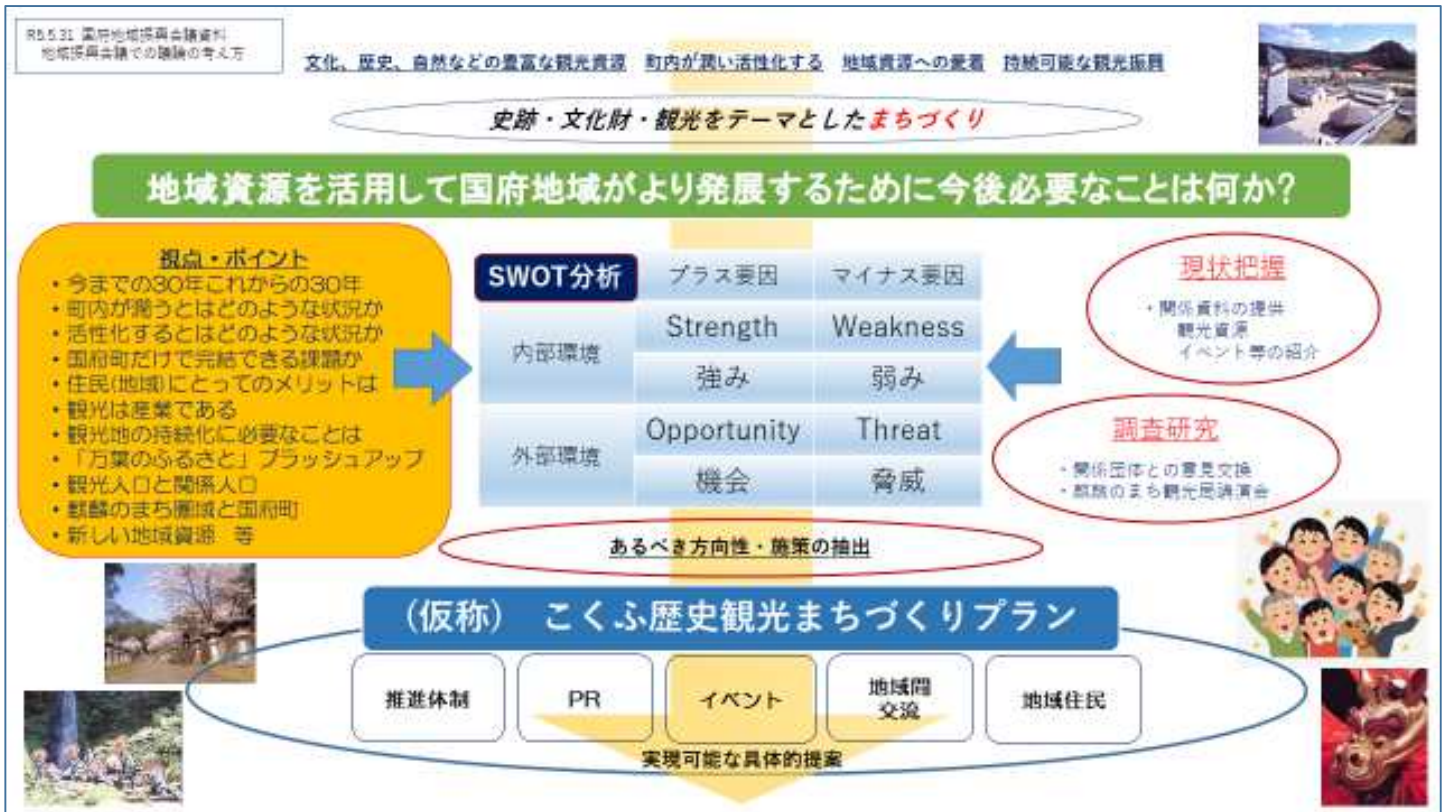 R5.5.31 国府地域振興会議資料
地域振興会議での議論の考え方
文化、歴史、自然などの豊富な観光資源 町内が潤い活性化する 地域資源への愛着 持続可能な観光振興
史跡・文化財・観光をテーマとしたまちづくり
地域資源を活用して国府地域がより発展するために今後必要なことは何か?
視点・ポイント
・今までの30年これからの30年
・町内が潤うとはどのような状況か
・活性化するとはどのような状況か
・国府町だけで完結できる課題か
・住民(地域)にとってのメリットは
・観光は産業である
・観光地の持続化に必要なことは
・「万葉のふるさと」ブラッシュアップ
・観光人口と関係人口
・麒麟のまち圏域と国府町
・新しい地域資源 等
SWOT分析 プラス要因 マイナス要因
内部環境 Strength Weakness
強み 弱み
外部環境 Opportunity Threat
機会 脅威
現状把握
・関係資料の提供
観光資源
イベント等の紹介
調査研究
・関係団体との意見交換
・麒麟のまち観光局講演会
あるべき方向性・施策の抽出
(仮称) こくふ歴史観光まちづくりプラン
推進体制
PR
イベント
地域間
交流
地域住民
実現可能な具体的提案